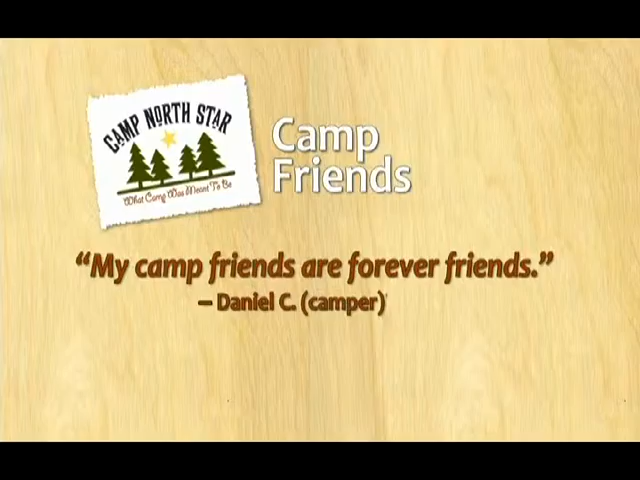 CAMP NORTH STAR
What Camp Was Meant To Be
Camp
Friends
“My camp friends are forever friends.”
– Daniel C. (camper)